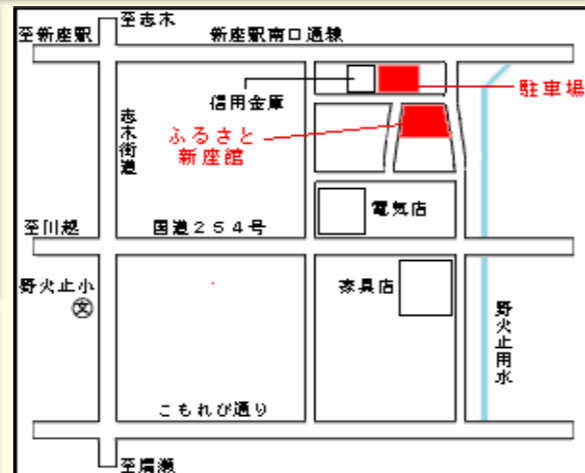 至志木
至新座駅
新座駅南口通線
駐車場
信用金庫
志木街道
ふるさと
新座館
電気店
至川越
国道254号
野火止小
文
家具店
野火止用水
こもれび通り
至廣瀬